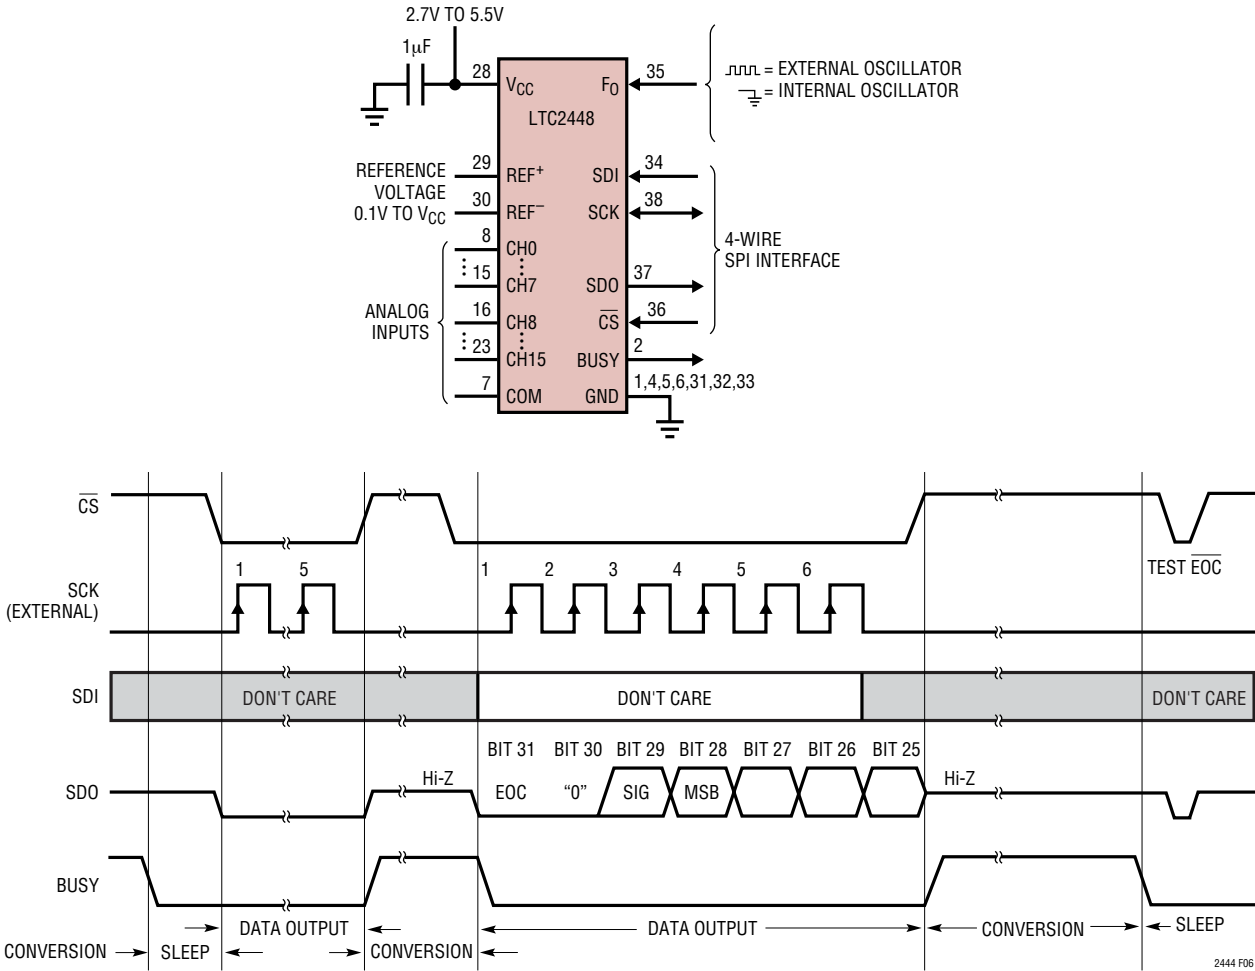 2.7V TO 5.5V
1µF
28
VCC
FO
35
= EXTERNAL OSCILLATOR
= INTERNAL OSCILLATOR
LTC2448
REFERENCE
VOLTAGE
0.1V TO VCC
29
REF+
SDI
34
30
REF−
SCK
38
4-WIRE
SPI INTERFACE
ANALOG
INPUTS
8
CH0
15
CH7
SDO
37
16
CH8
CS
36
23
CH15
BUSY
2
7
COM
GND
1,4,5,6,31,32,33
CS
TEST EOC
SCK
(EXTERNAL)
1 5 1 2 3 4 5 6
SDI
DON'T CARE DON'T CARE DON'T CARE
BIT 31 BIT 30 BIT 29 BIT 28 BIT 27 BIT 26 BIT 25
SDO
Hi-Z EOC “0” SIG MSB Hi-Z
BUSY
CONVERSION SLEEP DATA OUTPUT CONVERSION DATA OUTPUT CONVERSION SLEEP
2444 F06